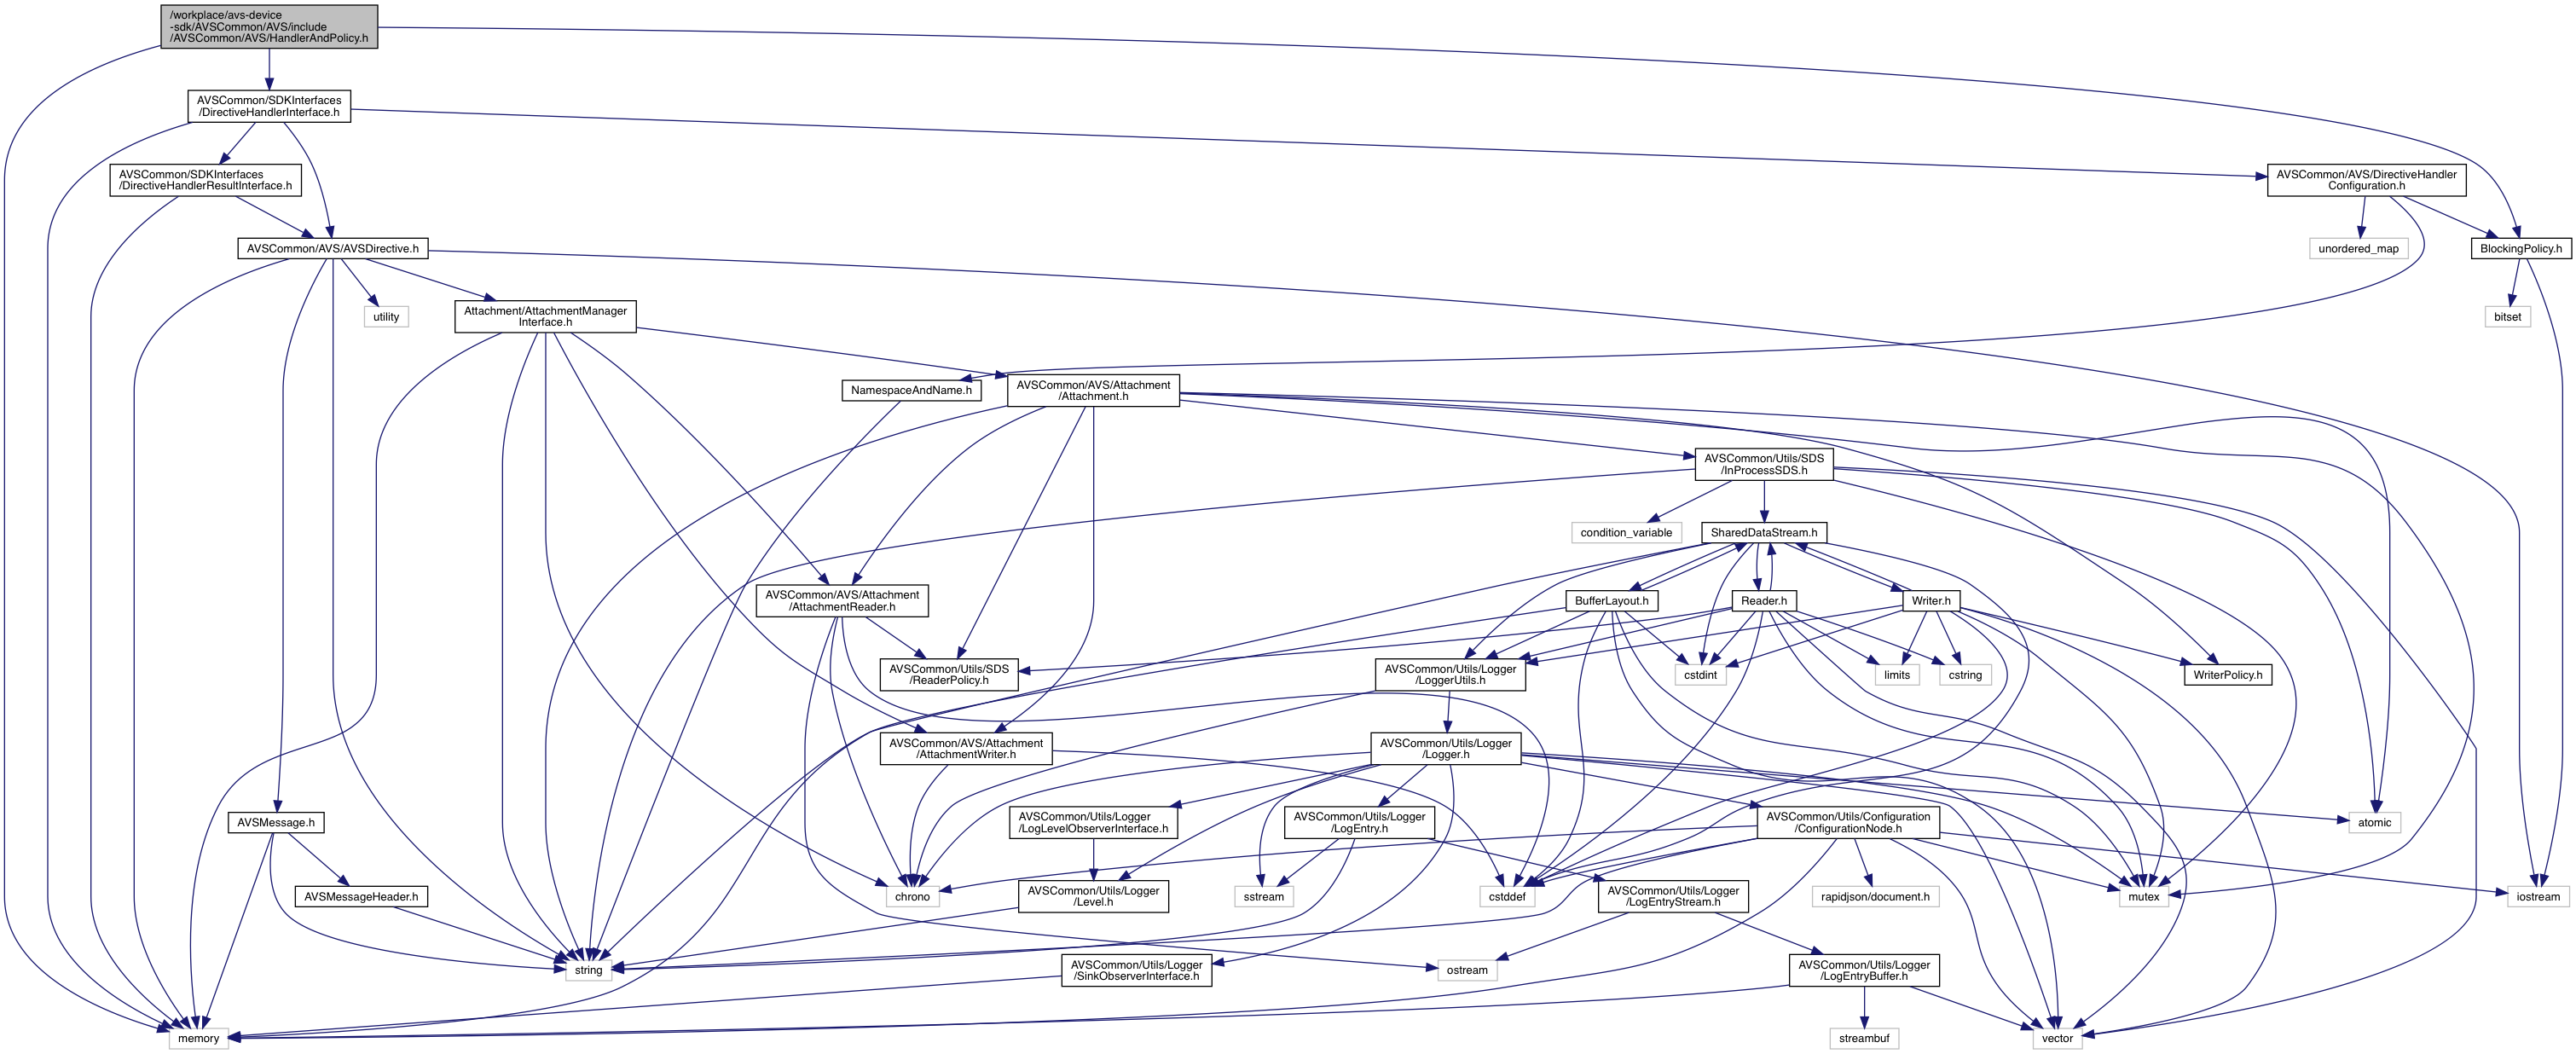 /workplace/avs-device
-sdk/AVSCommon/AVS/include
/AVSCommon/AVS/HandlerAndPolicy.h
AVSCommon/SDKInterfaces
/DirectiveHandlerInterface.h
AVSCommon/SDKInterfaces
/DirectiveHandlerResultInterface.h
AVSCommon/AVS/DirectiveHandler
Configuration.h
AVSCommon/AVS/AVSDirective.h
unordered_map
BlockingPolicy.h
utility
Attachment/AttachmentManager
Interface.h
bitset
NamespaceAndName.h
AVSCommon/AVS/Attachment
/Attachment.h
AVSCommon/Utils/SDS
/InProcessSDS.h
condition_variable
SharedDataStream.h
AVSCommon/AVS/Attachment
/AttachmentReader.h
BufferLayout.h
Reader.h
Writer.h
AVSCommon/Utils/SDS
/ReaderPolicy.h
AVSCommon/Utils/Logger
/LoggerUtils.h
cstdint
limits
cstring
WriterPolicy.h
AVSCommon/AVS/Attachment
/AttachmentWriter.h
AVSCommon/Utils/Logger
/Logger.h
AVSMessage.h
AVSCommon/Utils/Logger
/LogLevelObserverInterface.h
AVSCommon/Utils/Logger
/LogEntry.h
AVSCommon/Utils/Configuration
/ConfigurationNode.h
atomic
AVSMessageHeader.h
chrono
AVSCommon/Utils/Logger
/Level.h
sstream
cstddef
AVSCommon/Utils/Logger
/LogEntryStream.h
rapidjson/document.h
mutex
iostream
string
AVSCommon/Utils/Logger
/SinkObserverInterface.h
ostream
AVSCommon/Utils/Logger
/LogEntryBuffer.h
memory
streambuf
vector